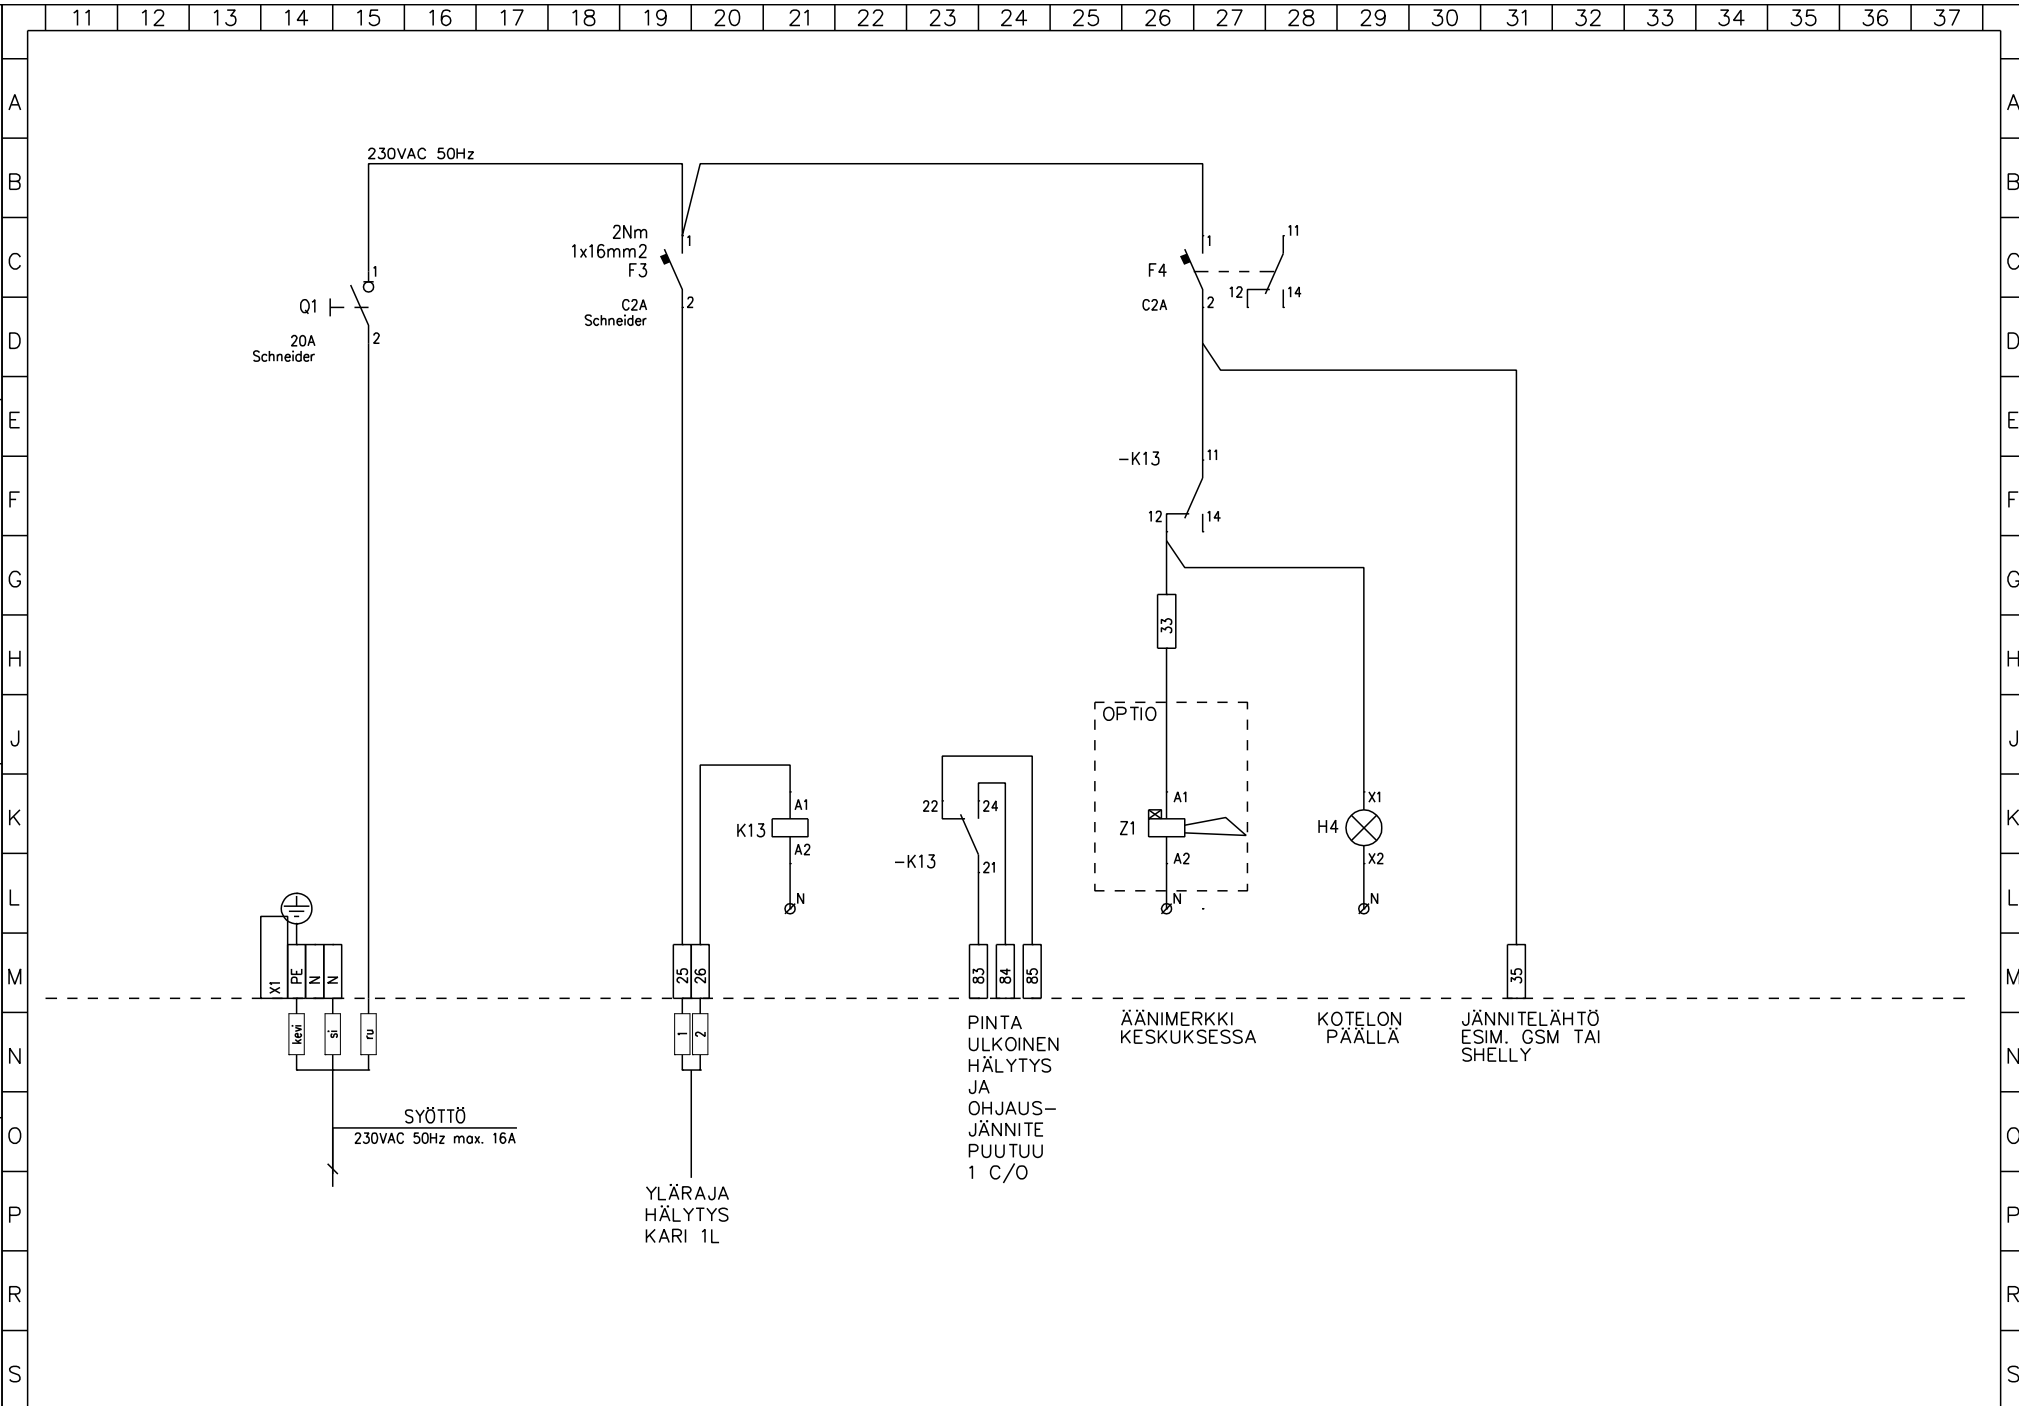 11 12 13 14 15 16 17 18 19 20 21 22 23 24 25 26 27 28 29 30 31 32 33 34 35 36 37
A A
230VAC 50Hz
B B
2Nm 1 1 11
1x16mm2
C F3 F4 C
1 12 14
Q1 C2A 2 C2A 2
Schneider
20A 2
D D
Schneider
E E
-K13 11
F F
12 14
G G
33
H H
OPTIO
J J
A1 22 24 A1 X1
K K13 Z1 H4 K
A2 -K13 21 A2 X2
L N N N L
M X1 PE N N 25 26 83 84 85 35 M
N kevi si ru 1 2 N
PINTA
ULKOINEN
HÄLYTYS
JA
OHJAUS-
JÄNNITE
PUUTUU
1 C/O
ÄÄNIMERKKI
KESKUKSESSA
KOTELON
PÄÄLLÄ
JÄNNITELÄHTÖ
ESIM. GSM TAI
SHELLY
SYÖTTÖ
O O
230VAC 50Hz max. 16A
YLÄRAJA
HÄLYTYS
KARI 1L
P P
R R
S S